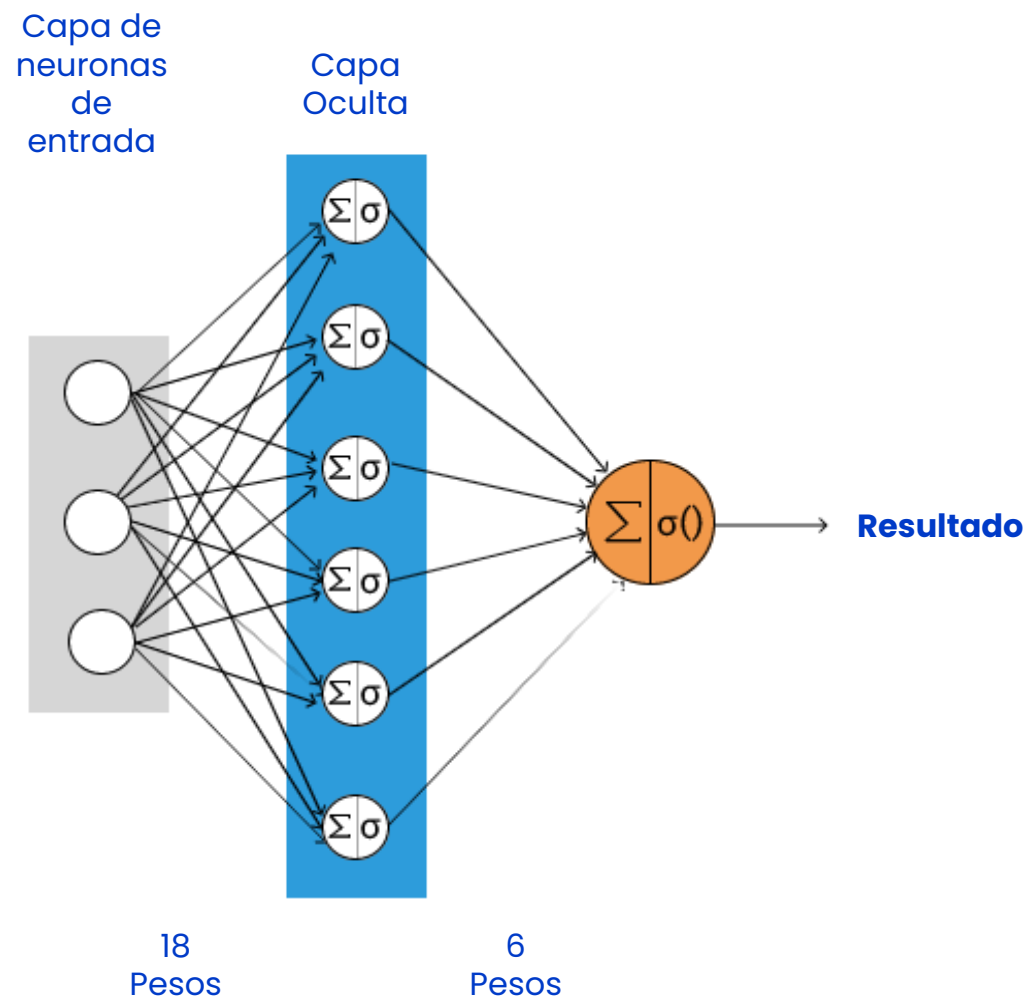 Capa de
neuronas
de
entrada
Capa
Oculta
Σ σ
Σ σ
Σ σ
Σ σ
Σ σ
Σ σ
∑ σ()
Resultado
18
Pesos
6
Pesos